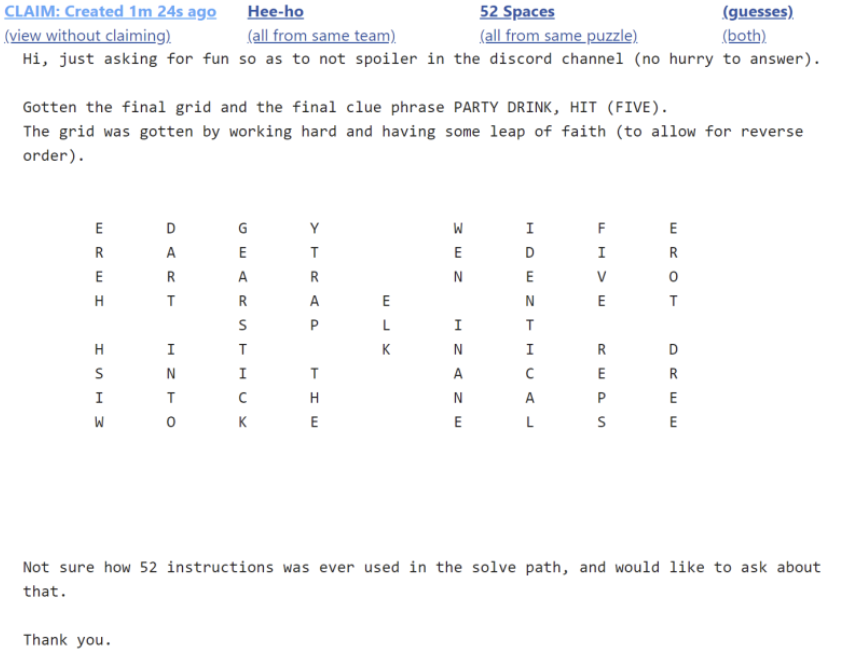 CLAIM: Created 1m 24s ago Hee-ho 52 Spaces (guesses)
(view without claiming) (all from same team) (all from same puzzle) (both)
Hi, just asking for fun so as to not spoiler in the discord channel (no hurry to answer).
Gotten the final grid and the final clue phrase PARTY DRINK, HIT (FIVE).
The grid was gotten by working hard and having some leap of faith (to allow for reverse
order).
E D G Y W I F E
R A E T E D I R
E R A R N E V O
H T R A E N E T
S P L I T
H I T K N I R D
S N I T A C E R
I T C H N A P E
W O K E E L S E
Not sure how 52 instructions was ever used in the solve path, and would like to ask about
that.
Thank you.